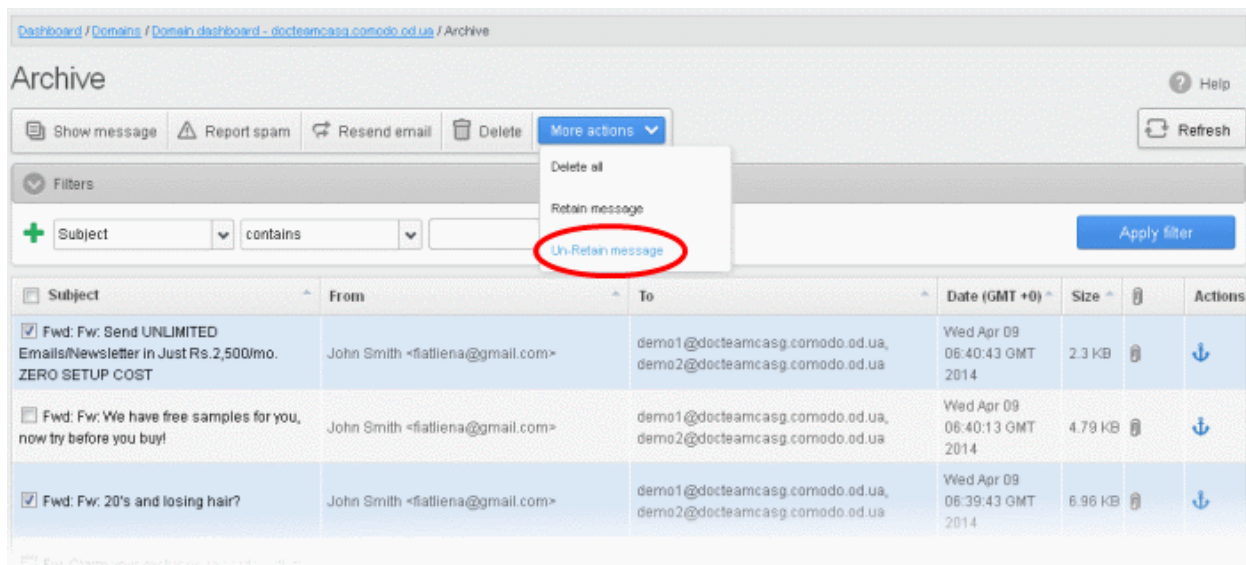 Dashboard / Domains / Domain dashboard - docteamcasg.comodo.od.ua / Archive
Archive
Help
Show message
Report spam
Resend email
Delete
More actions
Refresh
Delete all
Filters
Retain message
Subject
contains
Un-Retain message
Apply filter
Subject
From
To
Date (GMT +0)
Size
Actions
Fwd: Fw: Send UNLIMITED
Emails/Newsletter in Just Rs.2,500/mo.
ZERO SETUP COST
John Smith <fiatliena@gmail.com>
demo1@docteamcasg.comodo.od.ua,
demo2@docteamcasg.comodo.od.ua
Wed Apr 09
06:40:43 GMT
2014
2.3 KB
Fwd: Fw: We have free samples for you,
now try before you buy!
John Smith <fiatliena@gmail.com>
demo1@docteamcasg.comodo.od.ua,
demo2@docteamcasg.comodo.od.ua
Wed Apr 09
06:40:13 GMT
2014
4.79 KB
Fwd: Fw: 20's and losing hair?
John Smith <fiatliena@gmail.com>
demo1@docteamcasg.comodo.od.ua,
demo2@docteamcasg.comodo.od.ua
Wed Apr 09
06:39:43 GMT
2014
6.96 KB